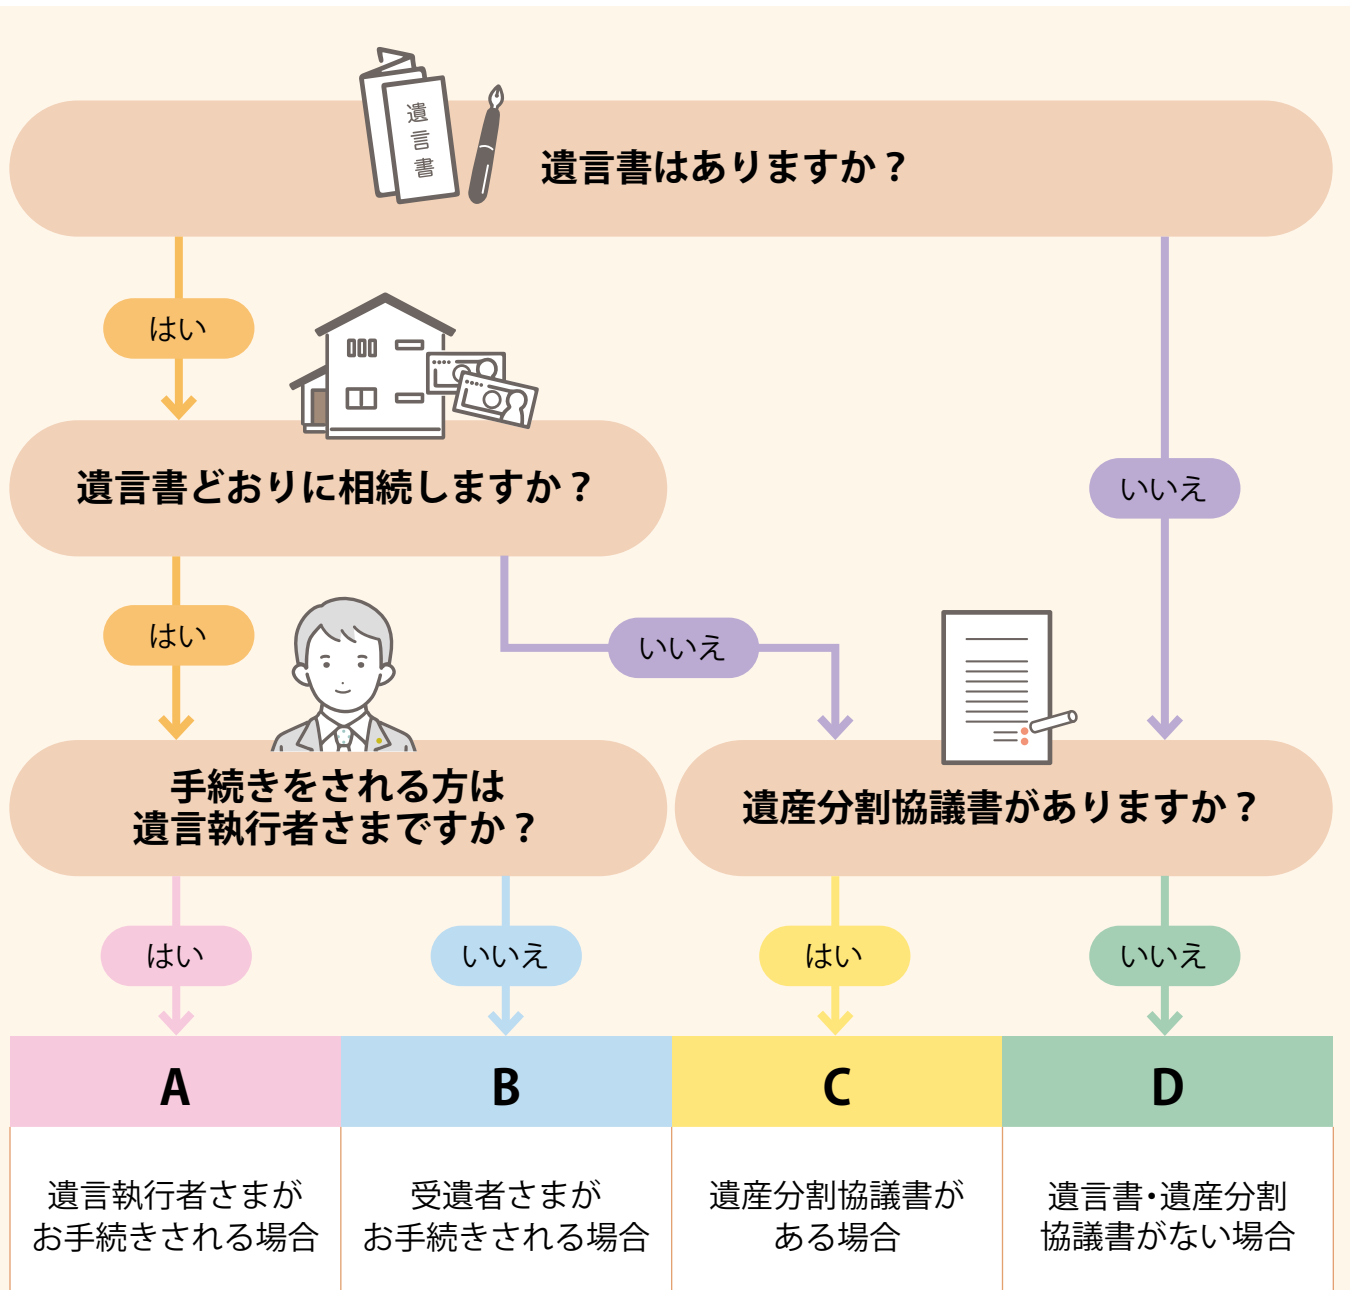 遺言書
遺言書はありますか？
はい
遺言書どおりに相続しますか？
いいえ
はい
いいえ
手続きをされる方は
遺言執行者さまですか？
遺産分割協議書がありますか？
はい
いいえ
はい
いいえ
A
B
C
D
遺言執行者さまが
お手続きされる場合
受遺者さまが
お手続きされる場合
遺産分割協議書が
ある場合
遺言書・遺産分割
協議書がない場合